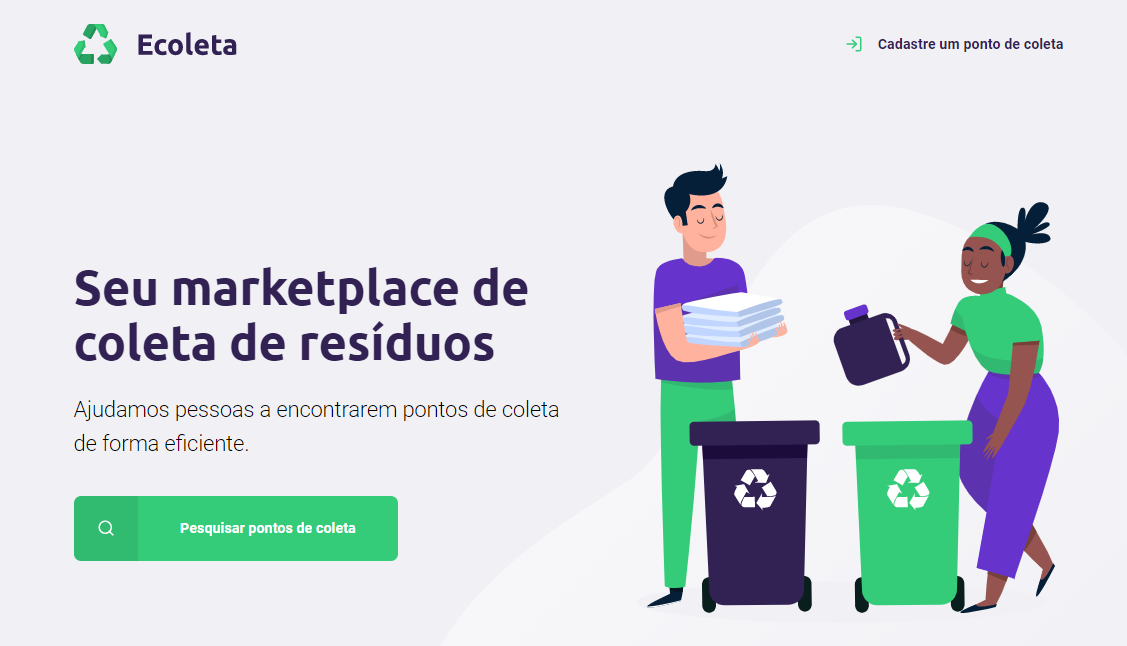 Ecoleta
Cadastre um ponto de coleta
Seu marketplace de
coleta de resíduos
Ajudamos pessoas a encontrarem pontos de coleta
de forma eficiente.
Pesquisar pontos de coleta